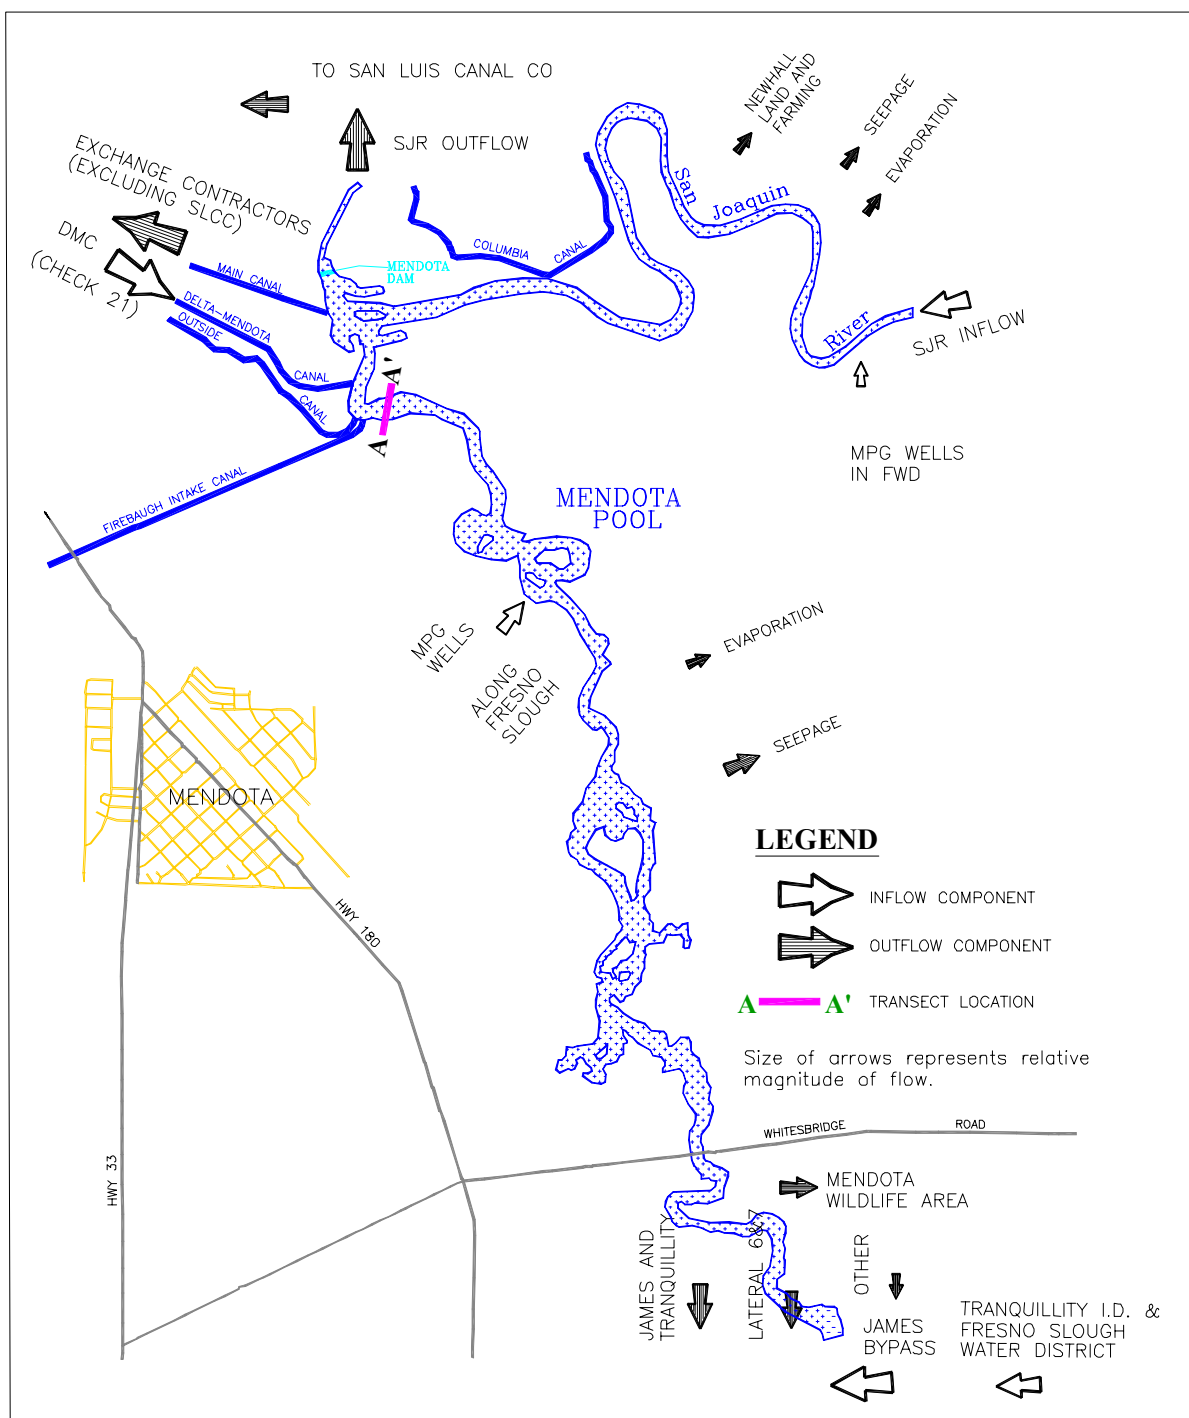 TO SAN LUIS CANAL CO
SJR OUTFLOW
NEWHALL
LAND AND
FARMING
SEEPAGE
EVAPORATION
EXCHANGE CONTRACTORS
(EXCLUDING SLCC)
DMC
(CHECK 21)
San
Joaquin
River
SJR INFLOW
COLUMBIA
CANAL
MENDOTA
DAM
MAIN CANAL
DELTA-MENDOTA
CANAL
OUTSIDE
CANAL
A'
A
FIREBAUGH INTAKE CANAL
MPG WELLS
IN FWD
MENDOTA
POOL
MPG
WELLS
ALONG
FRESNO
SLOUGH
EVAPORATION
SEEPAGE
MENDOTA
HWY 180
HWY 33
LEGEND
INFLOW COMPONENT
OUTFLOW COMPONENT
A A' TRANSECT LOCATION
Size of arrows represents relative
magnitude of flow.
WHITESBRIDGE ROAD
MENDOTA
WILDLIFE AREA
JAMES AND
TRANQUILLITY
LATERAL 6&7
OTHER
JAMES
BYPASS
TRANQUILLITY I.D. &
FRESNO SLOUGH
WATER DISTRICT